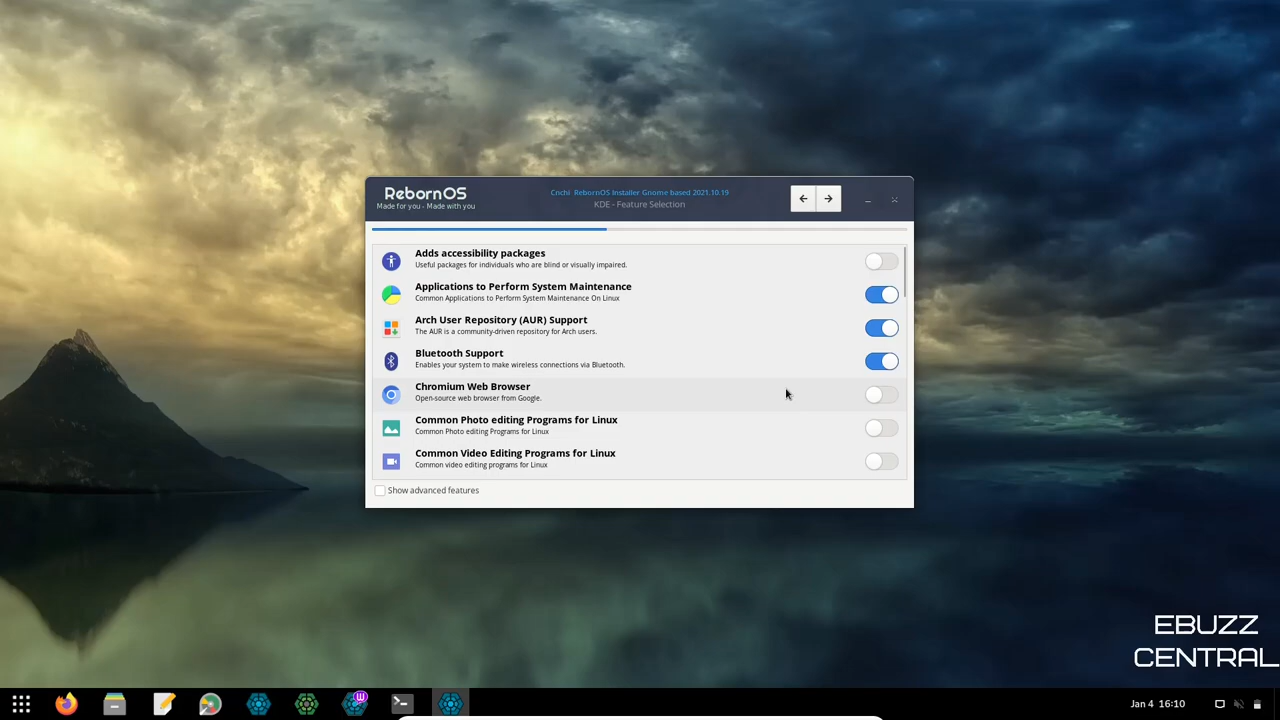 RebornOS
Made for you - Made with you
Cnchi RebornOS Installer Gnome based 2021.10.19
KDE - Feature Selection
Adds accessibility packages
Useful packages for individuals who are blind or visually impaired.
Applications to Perform System Maintenance
Common Applications to Perform System Maintenance On Linux
Arch User Repository (AUR) Support
The AUR is a community-driven repository for Arch users.
Bluetooth Support
Enables your system to make wireless connections via Bluetooth.
Chromium Web Browser
Open-source web browser from Google.
Common Photo editing Programs for Linux
Common Photo editing Programs for Linux
Common Video Editing Programs for Linux
Common video editing programs for Linux
Show advanced features
EBUZZ
CENTRAL
W
Jan 4 16:10